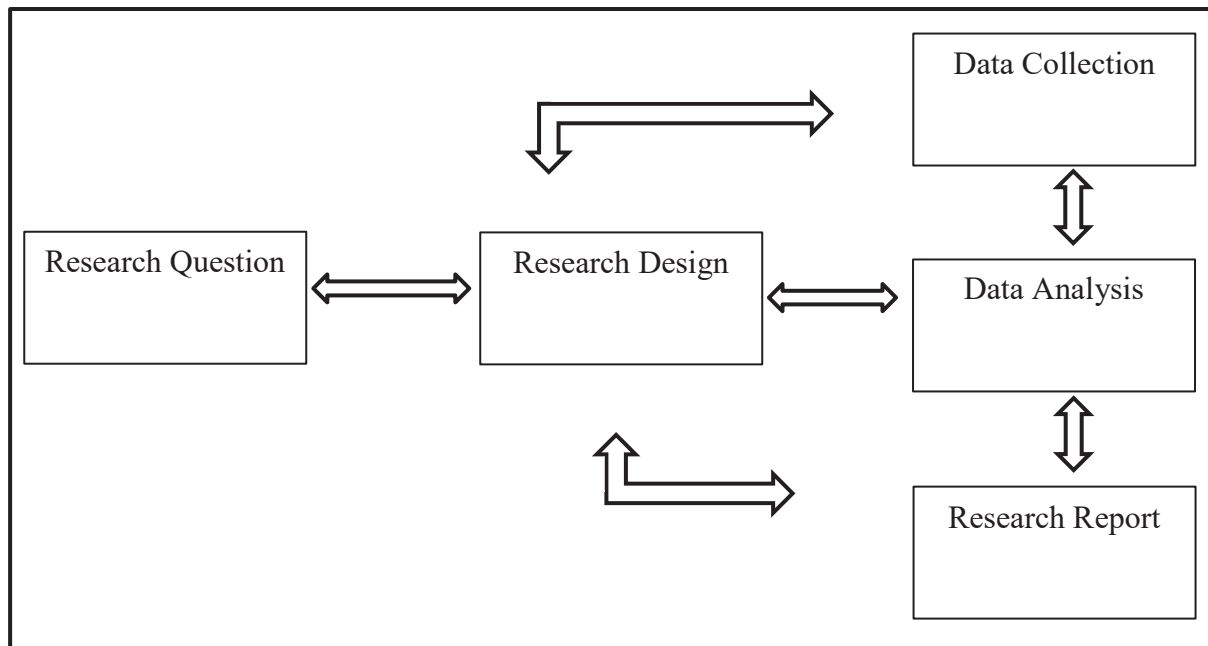 Data Collection
Research Question
Research Design
Data Analysis
Research Report